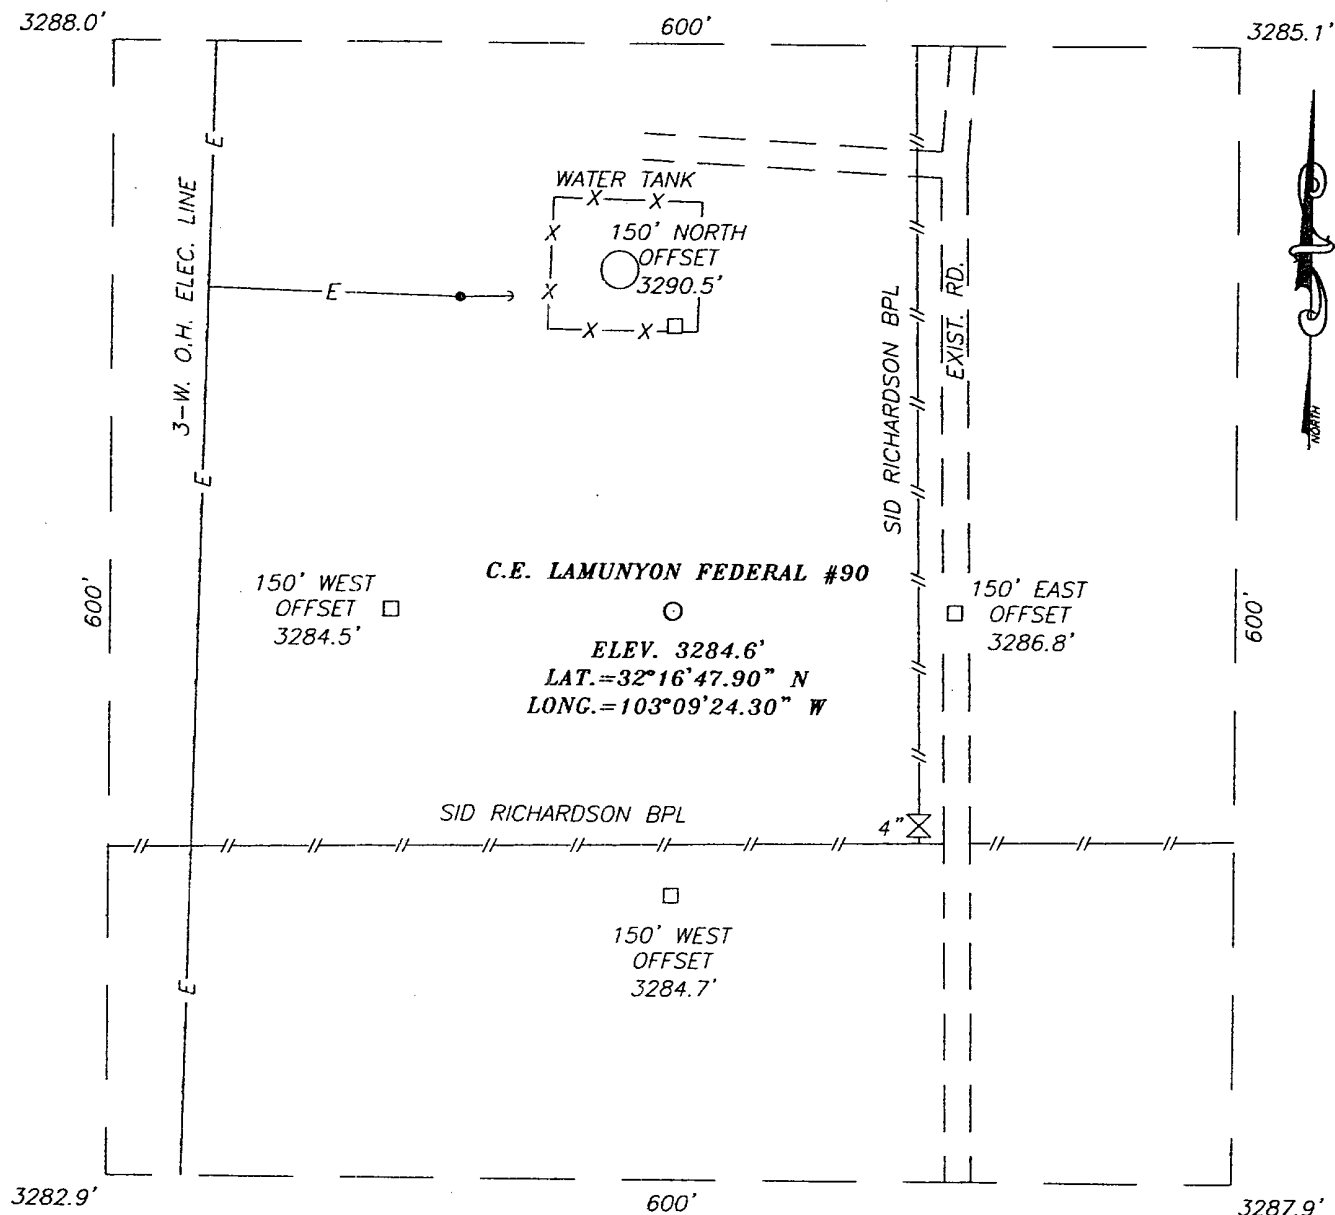 3288.0'
600'
3285.1'
WATER TANK
150' NORTH
OFFSET
3290.5'
3-W. O.H. ELEC. LINE
E
E
E
E
X
X
X
X
X
X
SID RICHARDSON BPL
EXIST. RD.
NORTH
600'
150' WEST
OFFSET
3284.5'
C.E. LAMUNYON FEDERAL #90
ELEV. 3284.6'
LAT.=32°16'47.90" N
LONG.=103°09'24.30" W
150' EAST
OFFSET
3286.8'
600'
SID RICHARDSON BPL
4"
150' WEST
OFFSET
3284.7'
3282.9'
600'
3287.9'